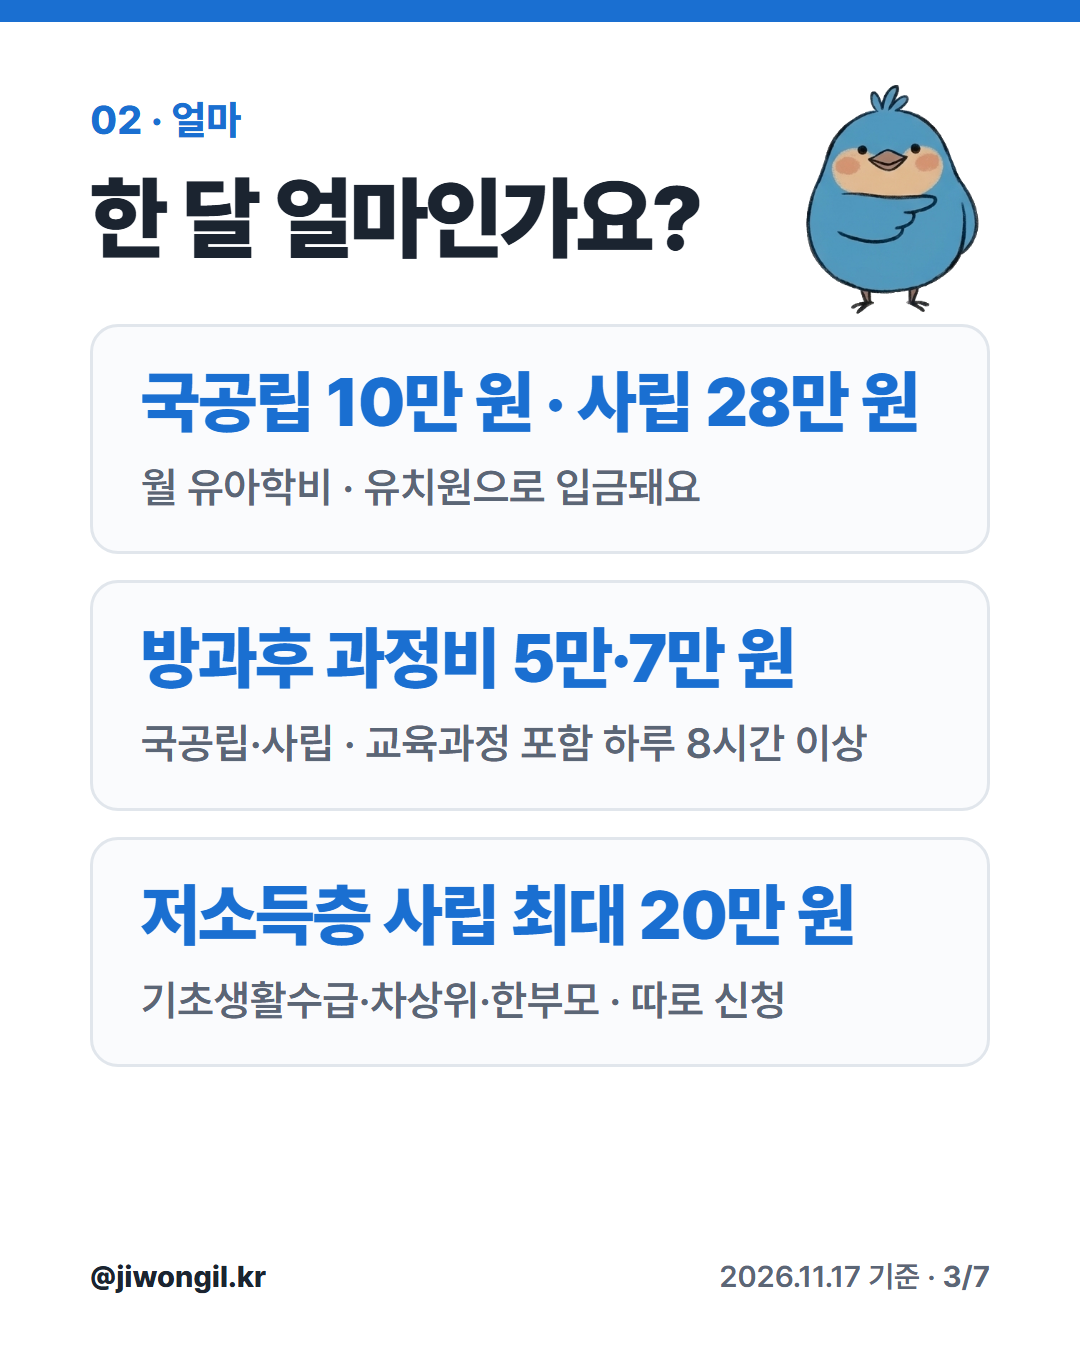 02 · 얼마
한 달 얼마인가요?
국공립 10만 원 · 사립 28만 원
월 유아학비 · 유치원으로 입금돼요
방과후 과정비 5만·7만 원
국공립·사립 · 교육과정 포함 하루 8시간 이상
저소득층 사립 최대 20만 원
기초생활수급·차상위·한부모 · 따로 신청
@jiwongil.kr
2026.11.17 기준 · 3/7